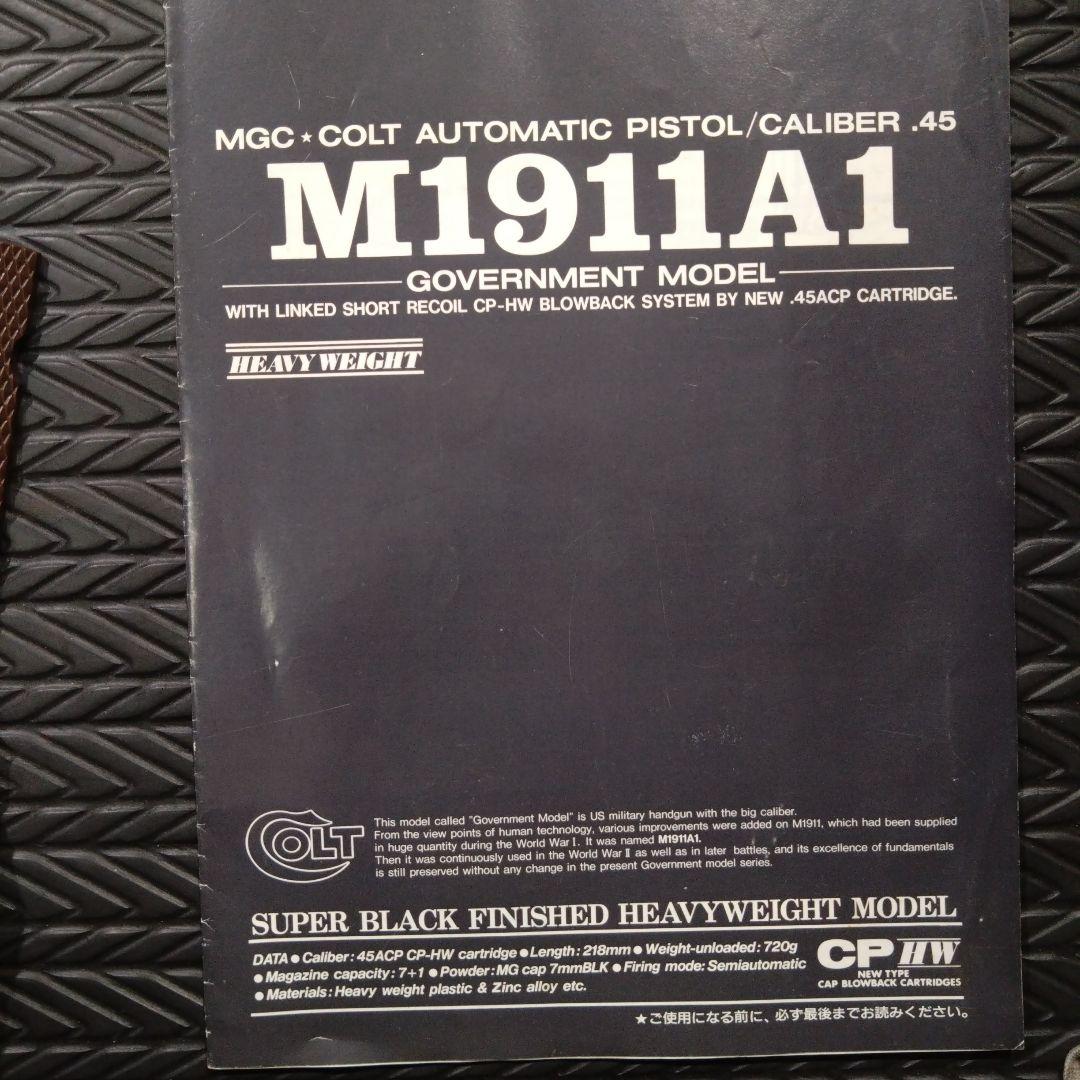 MGC★COLT AUTOMATIC PISTOL/CALIBER .45
M1911A1
GOVERNMENT MODEL
WITH LINKED SHORT RECOIL CP-HW BLOWBACK SYSTEM BY NEW .45ACP CARTRIDGE.
HEAVY WEIGHT
COLT
This model called "Government Model" is US military handgun with the big caliber.
From the view points of human technology, various improvements were added on M1911, which had been supplied
in huge quantity during the World War I. It was named M1911A1.
Then it was continuously used in the World War II as well as in later battles, and its excellence of fundamentals
is still preserved without any change in the present Government model series.
SUPER BLACK FINISHED HEAVYWEIGHT MODEL
DATA●Caliber:45ACP CP-HW cartridge●Length:218mm●Weight-unloaded:720g
●Magazine capacity:7+1 ●Powder:MG cap 7mmBLK ●Firing mode:Semiautomatic
●Materials:Heavy weight plastic & Zinc alloy etc.
CP HW
NEW TYPE
CAP BLOWBACK CARTRIDGES
★ご使用になる前に、必ず最後までお読みください。